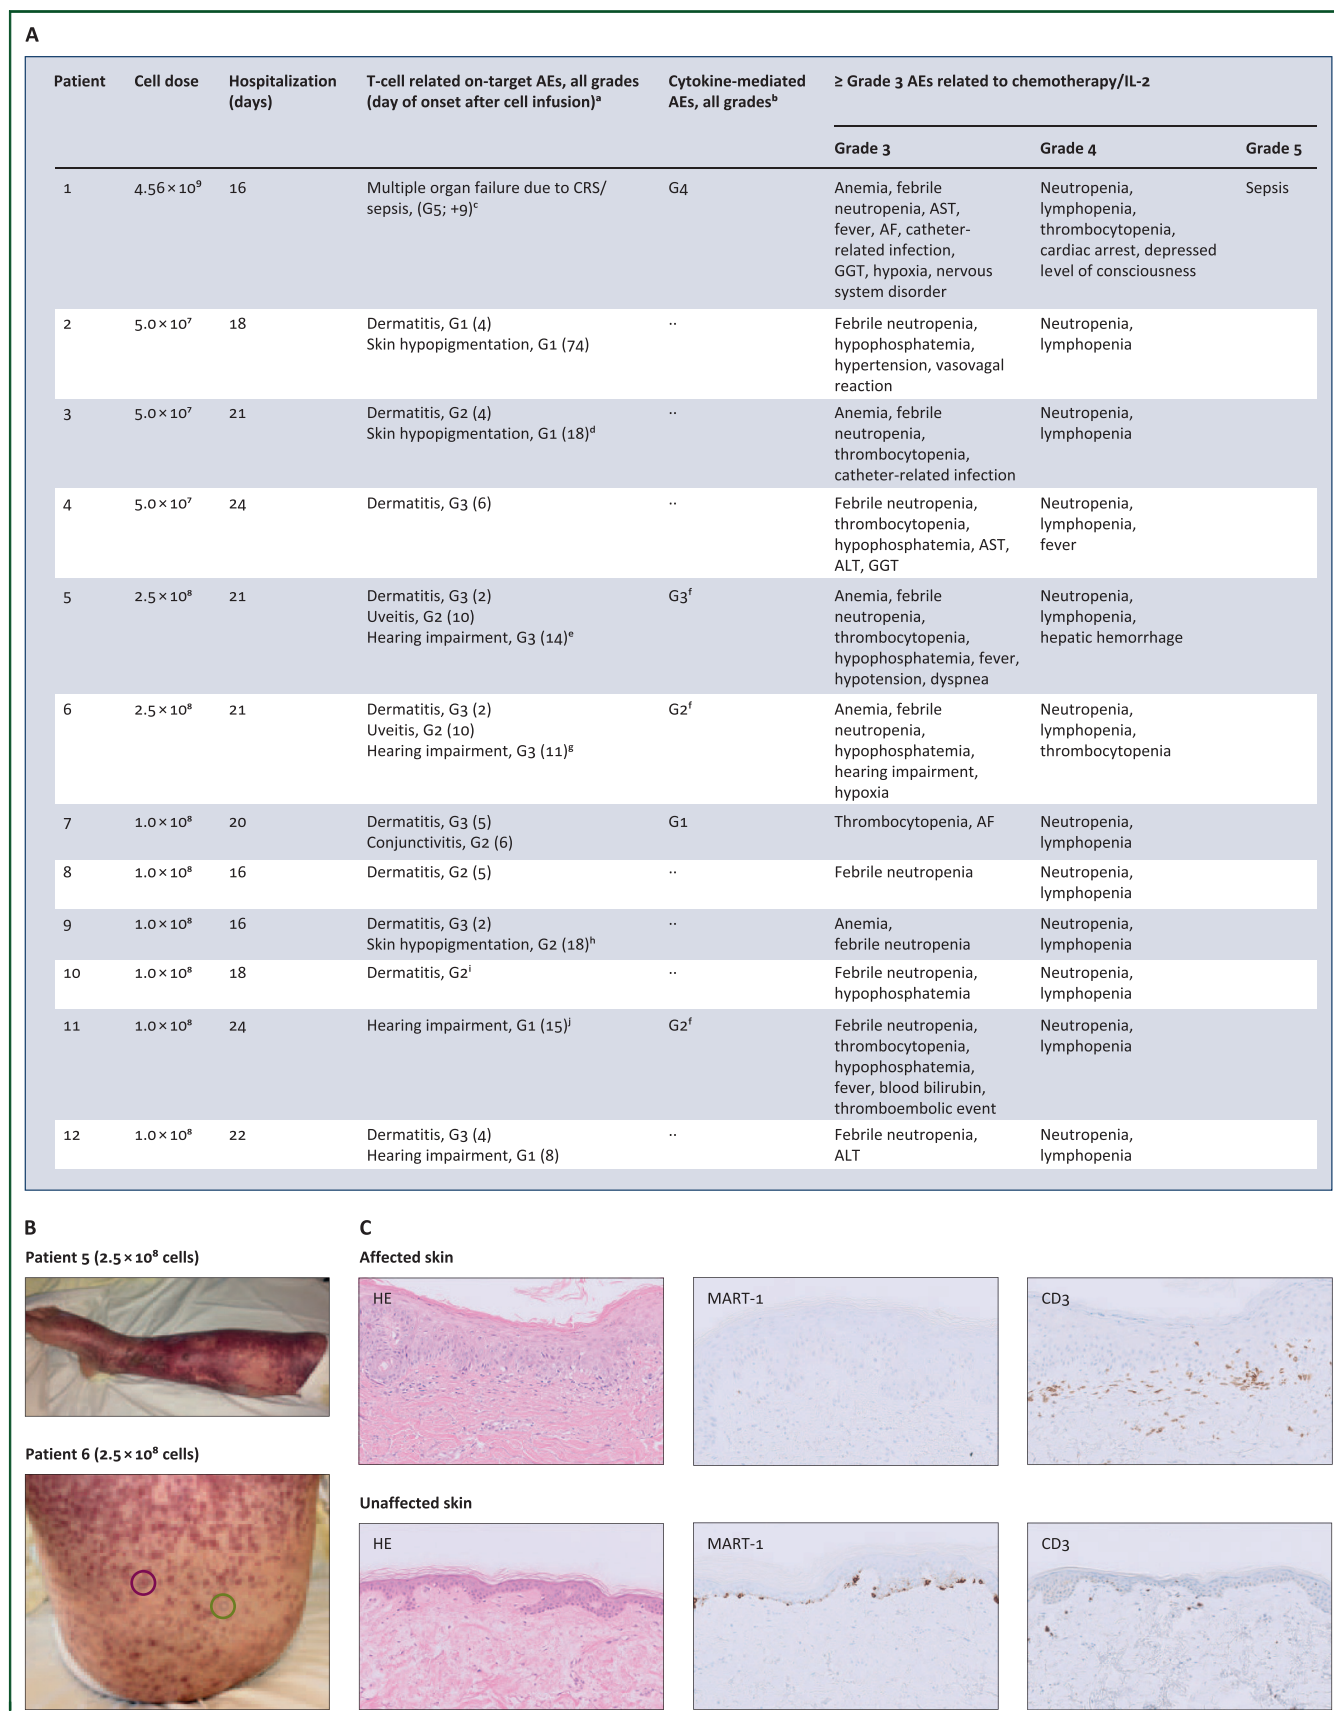 A
Patient Cell dose Hospitalization (days) T-cell related on-target AEs, all grades (day of onset after cell infusion)ᵃ Cytokine-mediated AEs, all gradesᵇ ≥ Grade 3 AEs related to chemotherapy/IL-2
Grade 3 Grade 4 Grade 5
1 4.56 × 10⁹ 16 Multiple organ failure due to CRS/ G4 Anemia, febrile Neutropenia, Sepsis
sepsis, (G5; +9)ᶜ neutropenia, AST, lymphopenia,
fever, AF, catheter- thrombocytopenia,
related infection, cardiac arrest, depressed
GGT, hypoxia, nervous level of consciousness
system disorder
2 5.0 × 10⁷ 18 Dermatitis, G1 (4) ·· Febrile neutropenia, Neutropenia,
Skin hypopigmentation, G1 (74) hypophosphatemia, lymphopenia
hypertension, vasovagal
reaction
3 5.0 × 10⁷ 21 Dermatitis, G2 (4) ·· Anemia, febrile Neutropenia,
Skin hypopigmentation, G1 (18)ᵈ neutropenia, lymphopenia
thrombocytopenia,
catheter-related infection
4 5.0 × 10⁷ 24 Dermatitis, G3 (6) ·· Febrile neutropenia, Neutropenia,
thrombocytopenia, lymphopenia,
hypophosphatemia, AST, fever
ALT, GGT
5 2.5 × 10⁸ 21 Dermatitis, G3 (2) G3ᶠ Anemia, febrile Neutropenia,
Uveitis, G2 (10) neutropenia, lymphopenia,
Hearing impairment, G3 (14)ᵉ thrombocytopenia, hepatic hemorrhage
hypophosphatemia, fever,
hypotension, dyspnea
6 2.5 × 10⁸ 21 Dermatitis, G3 (2) G2ᶠ Anemia, febrile Neutropenia,
Uveitis, G2 (10) neutropenia, lymphopenia,
Hearing impairment, G3 (11)ᵍ hypophosphatemia, thrombocytopenia
hearing impairment,
hypoxia
7 1.0 × 10⁸ 20 Dermatitis, G3 (5) G1 Thrombocytopenia, AF Neutropenia,
Conjunctivitis, G2 (6) lymphopenia
8 1.0 × 10⁸ 16 Dermatitis, G2 (5) ·· Febrile neutropenia Neutropenia,
lymphopenia
9 1.0 × 10⁸ 16 Dermatitis, G3 (2) ·· Anemia, Neutropenia,
Skin hypopigmentation, G2 (18)ʰ febrile neutropenia lymphopenia
10 1.0 × 10⁸ 18 Dermatitis, G2ⁱ ·· Febrile neutropenia, Neutropenia,
hypophosphatemia lymphopenia
11 1.0 × 10⁸ 24 Hearing impairment, G1 (15)ʲ G2ᶠ Febrile neutropenia, Neutropenia,
thrombocytopenia, lymphopenia
hypophosphatemia,
fever, blood bilirubin,
thromboembolic event
12 1.0 × 10⁸ 22 Dermatitis, G3 (4) ·· Febrile neutropenia, Neutropenia,
Hearing impairment, G1 (8) ALT lymphopenia
B
Patient 5 (2.5 × 10⁸ cells)
Patient 6 (2.5 × 10⁸ cells)
C
Affected skin
HE MART-1 CD3
Unaffected skin
HE MART-1 CD3